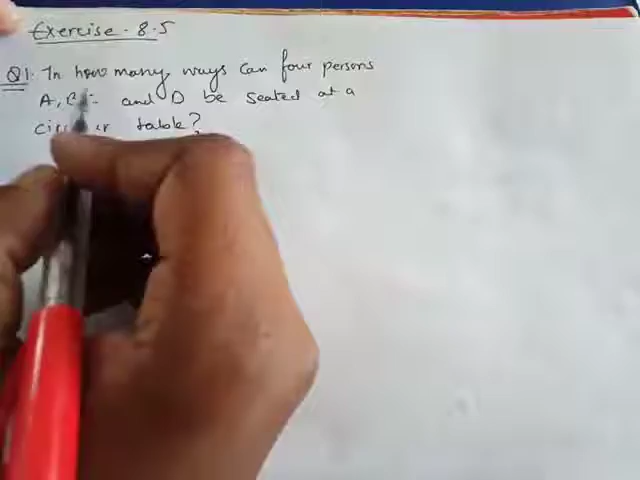 Exercise - 8.5
Q1. In how many ways can four persons
A, and D be seated at a
table?